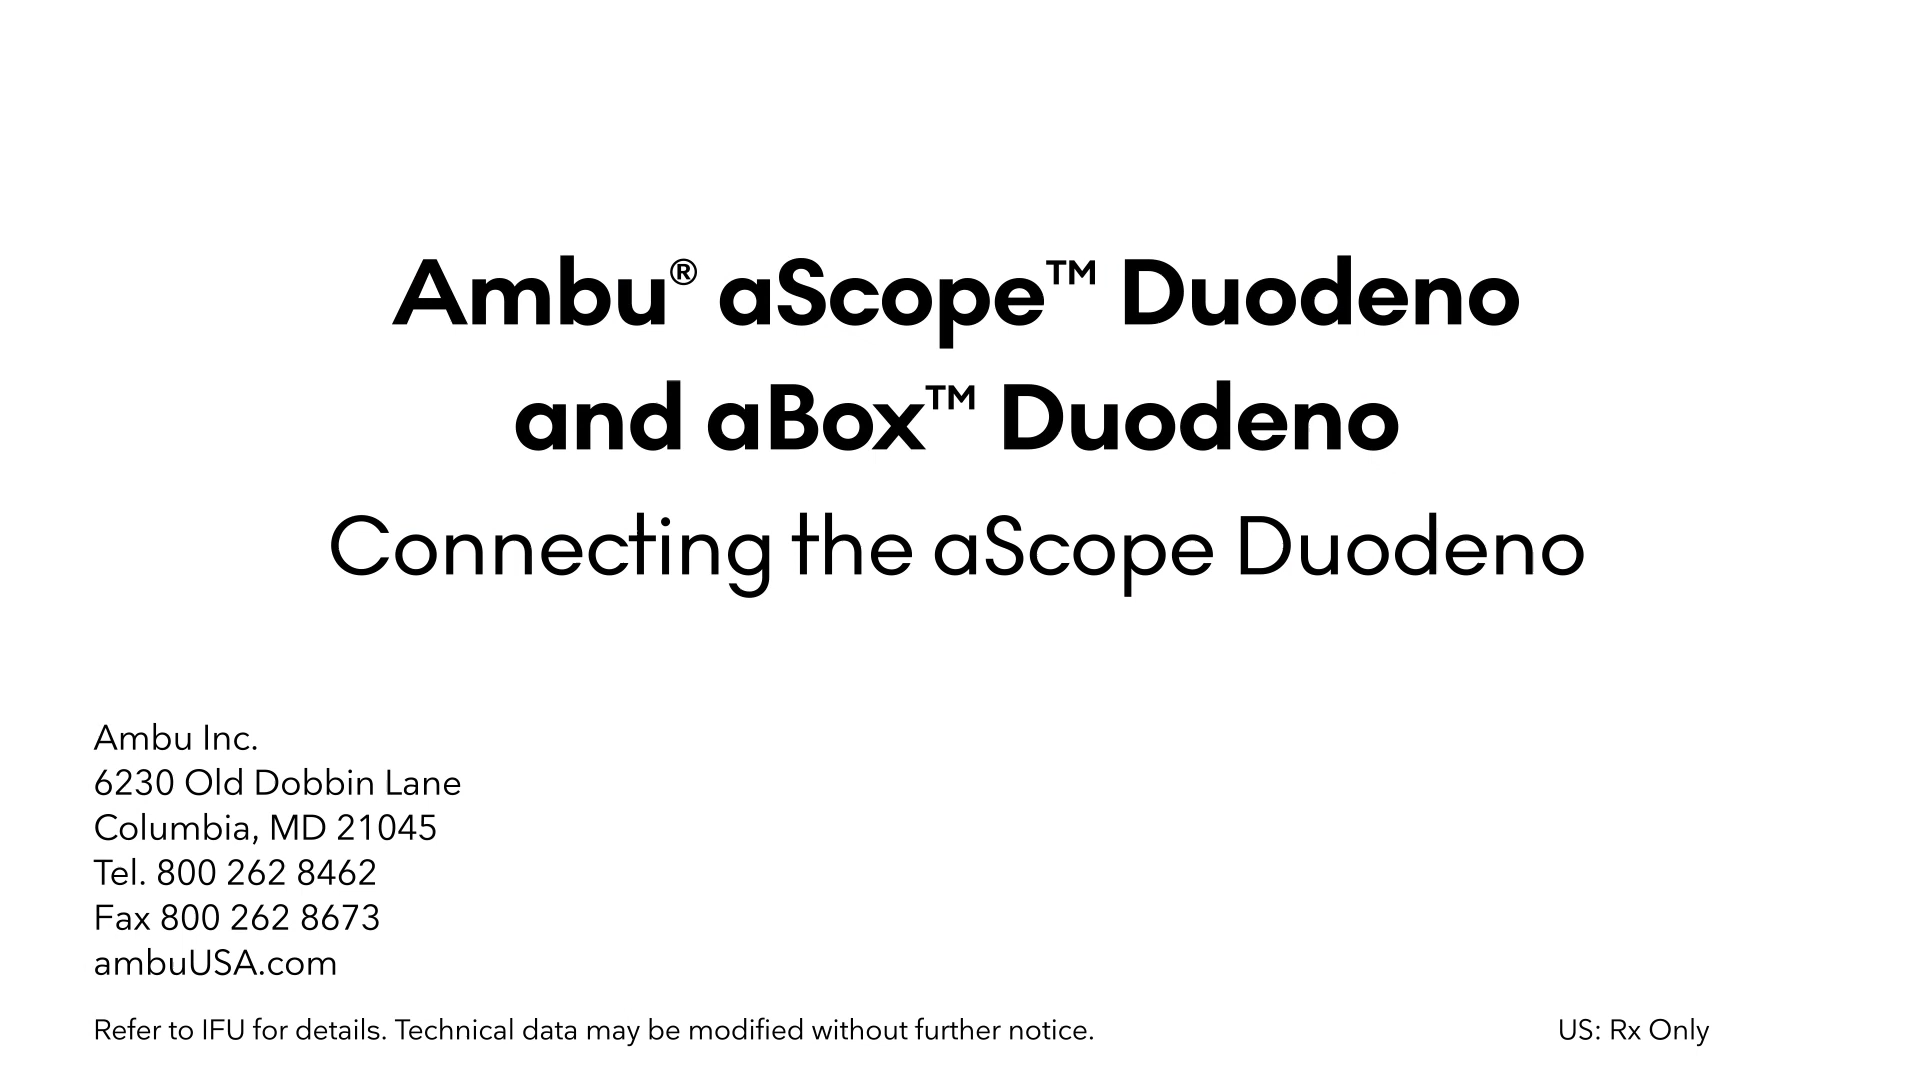 Ambu® aScope™ Duodeno
and aBox™ Duodeno
Connecting the aScope Duodeno
Ambu Inc.
6230 Old Dobbin Lane
Columbia, MD 21045
Tel. 800 262 8462
Fax 800 262 8673
ambuUSA.com
Refer to IFU for details. Technical data may be modified without further notice.
US: Rx Only